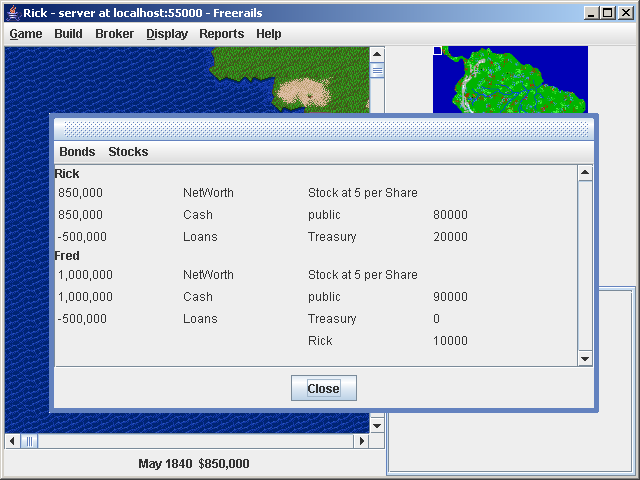 Rick - server at localhost:55000 - Freerails
Game Build Broker Display Reports Help
Bonds Stocks
Rick
850,000 NetWorth Stock at 5 per Share
850,000 Cash public 80000
-500,000 Loans Treasury 20000
Fred
1,000,000 NetWorth Stock at 5 per Share
1,000,000 Cash public 90000
-500,000 Loans Treasury 0
Rick 10000
Close
May 1840 $850,000